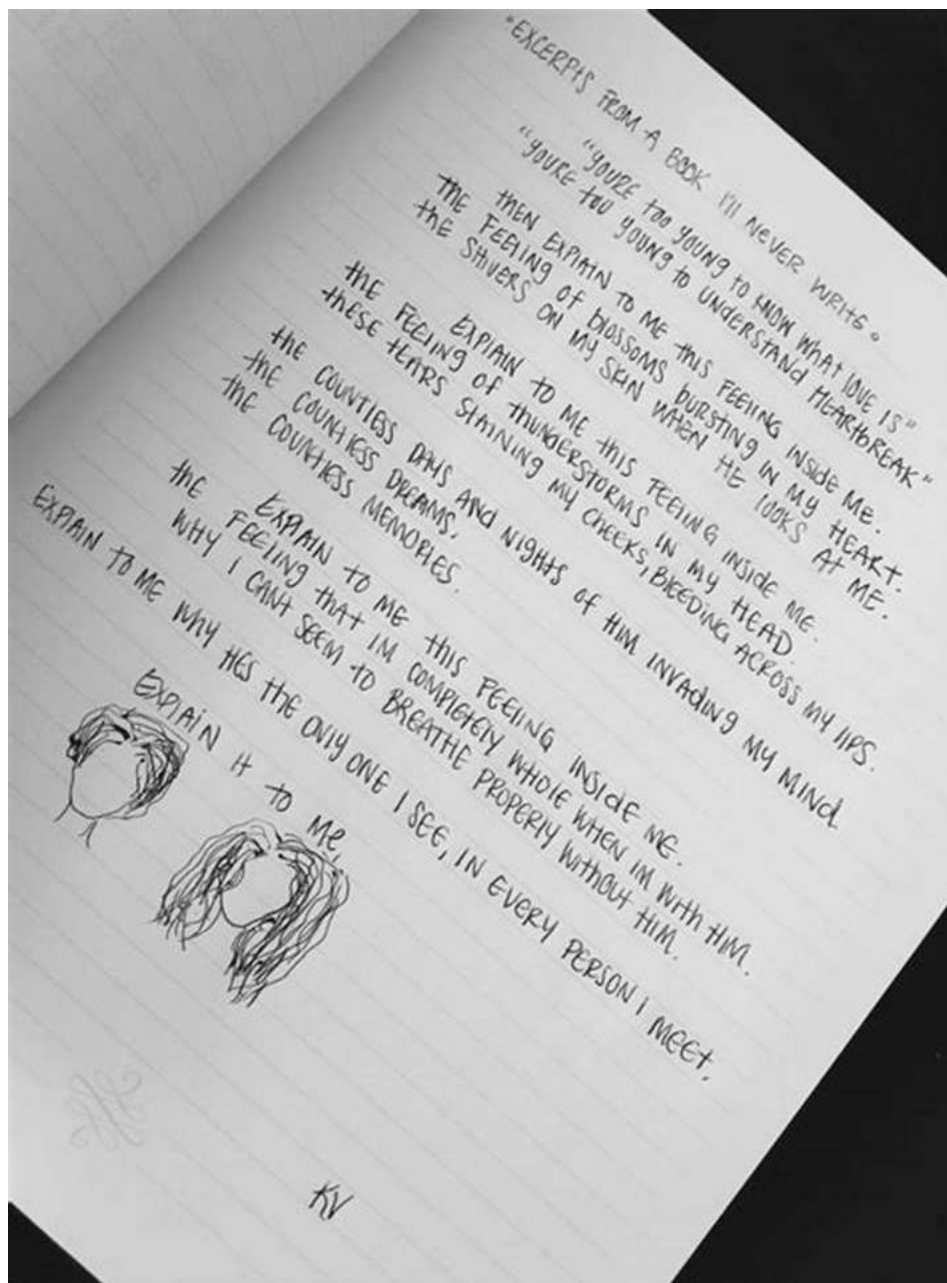 "EXCERPTS FROM A BOOK I'll NEVER WRITE.
"YOURE TOO YOUNG TO KNOW WHAT LOVE IS"
"YOURE TOO YOUNG TO UNDERSTAND HEARTBREAK"
THEN EXPLAIN TO ME THIS FEELING INSIDE ME.
THE FEELING OF BLOSSOMS BURSTING IN MY HEART.
THE SHIVERS ON MY SKIN WHEN HE LOOKS AT ME.
EXPLAIN TO ME THIS FEELING INSIDE ME.
THE FEELING OF THUNDERSTORMS IN MY HEAD.
THESE TEARS STAINING MY CHEEKS, BLEEDING ACROSS MY LIPS.
THE COUNTLESS DAYS AND NIGHTS OF HIM INVADING MY MIND.
THE COUNTLESS DREAMS.
THE COUNTLESS MEMORIES.
EXPLAIN TO ME THIS FEELING INSIDE ME.
THE FEELING THAT IM COMPLETELY WHOLE WHEN IM WITH HIM.
WHY I CANT SEEM TO BREATHE PROPERLY WITHOUT HIM.
EXPLAIN TO ME WHY HES THE ONLY ONE I SEE, IN EVERY PERSON I MEET.
EXPLAIN IT TO ME.
KV